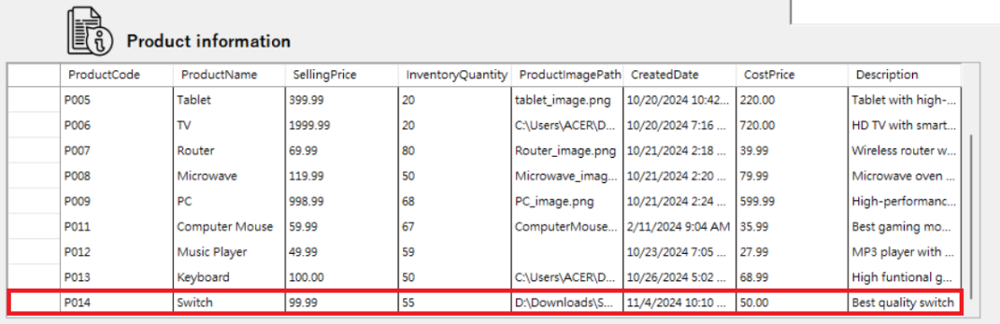 Product information
ProductCode ProductName SellingPrice InventoryQuantity ProductImagePath CreatedDate CostPrice Description
P005 Tablet 399.99 20 tablet_image.png 10/20/2024 10:42... 220.00 Tablet with high-...
P006 TV 1999.99 20 C:\Users\ACER\D... 10/20/2024 7:16 ... 720.00 HD TV with smart...
P007 Router 69.99 80 Router_image.png 10/21/2024 2:18 ... 39.99 Wireless router w...
P008 Microwave 119.99 50 Microwave_imag... 10/21/2024 2:20 ... 79.99 Microwave oven ...
P009 PC 998.99 68 PC_image.png 10/21/2024 2:24 ... 599.99 High-performanc...
P011 Computer Mouse 59.99 67 ComputerMouse... 2/11/2024 9:04 AM 35.99 Best gaming mo...
P012 Music Player 49.99 59 10/23/2024 7:05 ... 27.99 MP3 player with ...
P013 Keyboard 100.00 50 C:\Users\ACER\D... 10/26/2024 5:02 ... 68.99 High funtional g...
P014 Switch 99.99 55 D:\Downloads\S... 11/4/2024 10:10 ... 50.00 Best quality switch